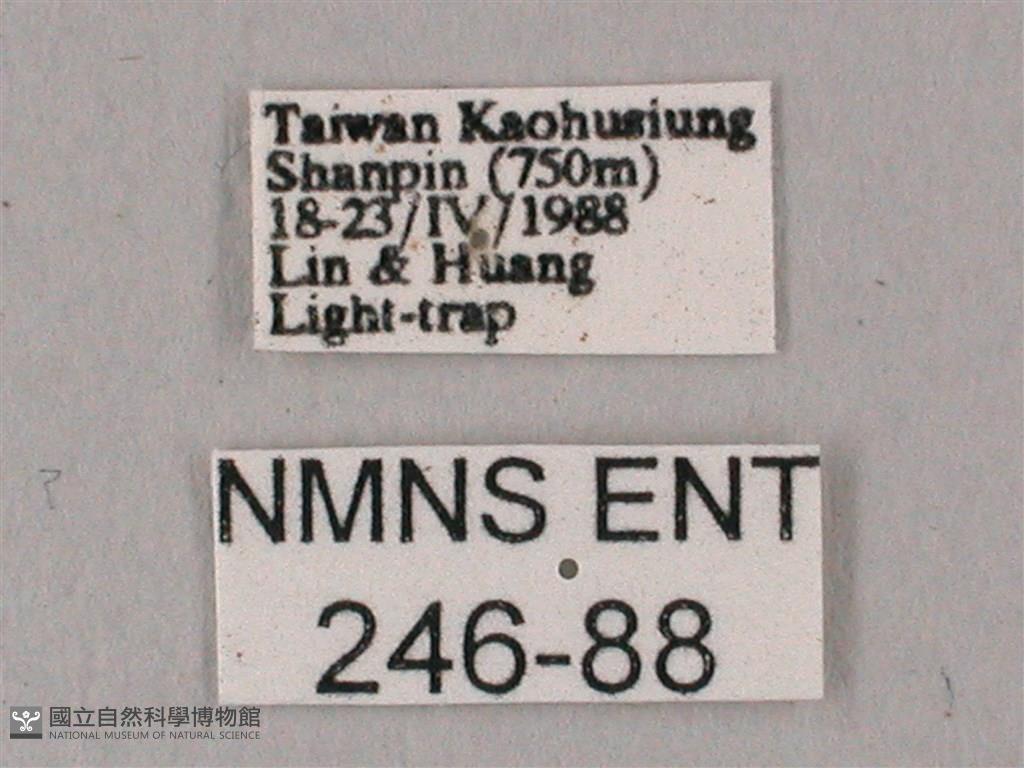 Taiwan Kaohusiung
Shanpin (750m)
18-23/IV/1988
Lin & Huang
Light-trap
NMNS ENT
246-88
國立自然科學博物館
NATIONAL MUSEUM OF NATURAL SCIENCE